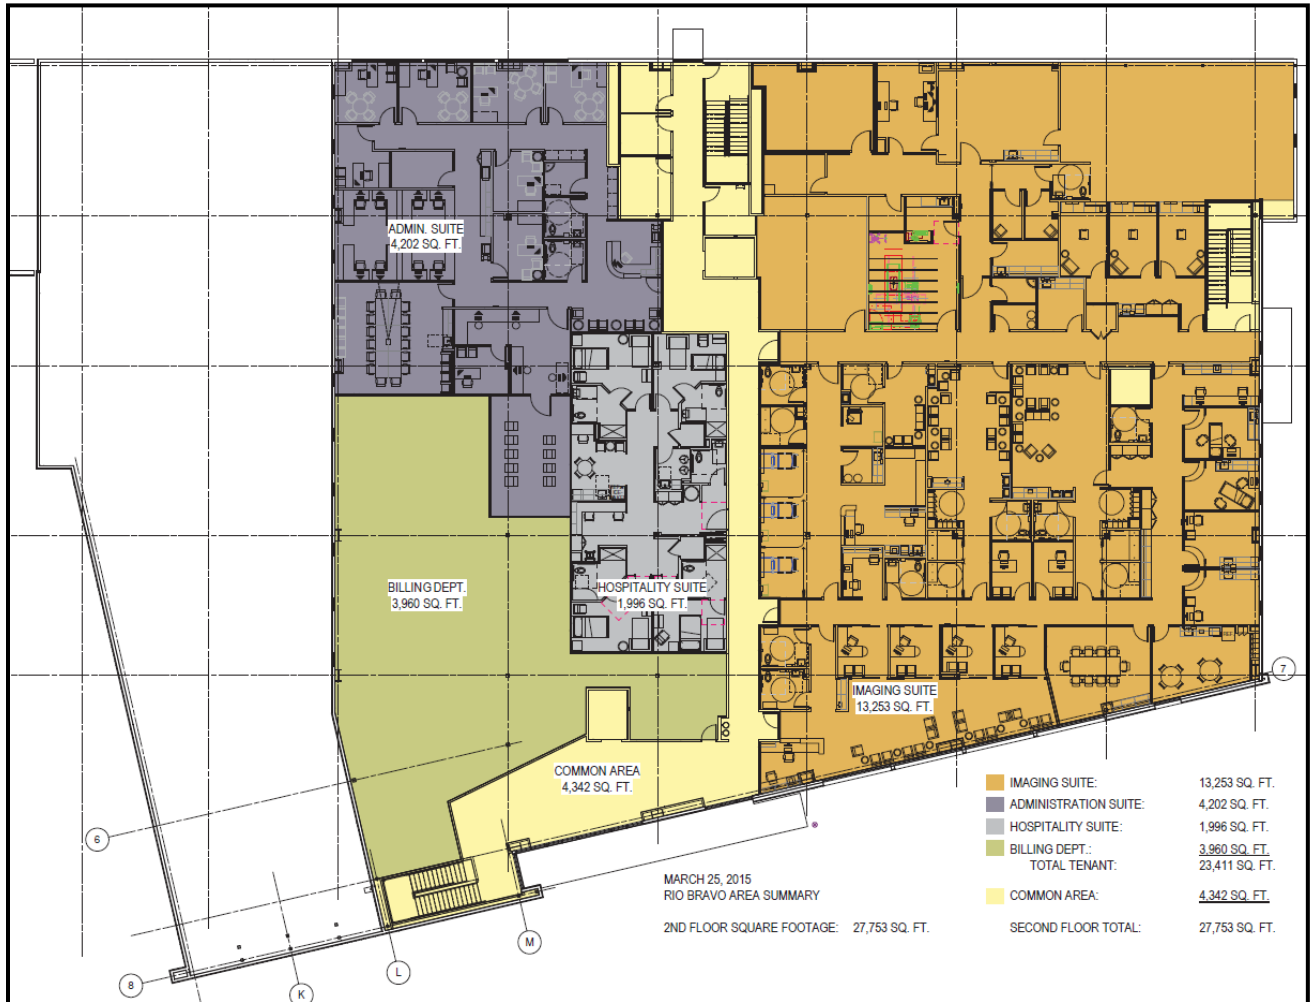 ADMIN. SUITE
4,202 SQ. FT.
BILLING DEPT.
3,960 SQ. FT.
HOSPITALITY SUITE
1,996 SQ. FT.
IMAGING SUITE
13,253 SQ. FT.
COMMON AREA
4,342 SQ. FT.
7
6
8
K
L
M
IMAGING SUITE: 13,253 SQ. FT.
ADMINISTRATION SUITE: 4,202 SQ. FT.
HOSPITALITY SUITE: 1,996 SQ. FT.
BILLING DEPT.: 3,960 SQ. FT.
TOTAL TENANT: 23,411 SQ. FT.
COMMON AREA: 4,342 SQ. FT.
SECOND FLOOR TOTAL: 27,753 SQ. FT.
MARCH 25, 2015
RIO BRAVO AREA SUMMARY
2ND FLOOR SQUARE FOOTAGE: 27,753 SQ. FT.